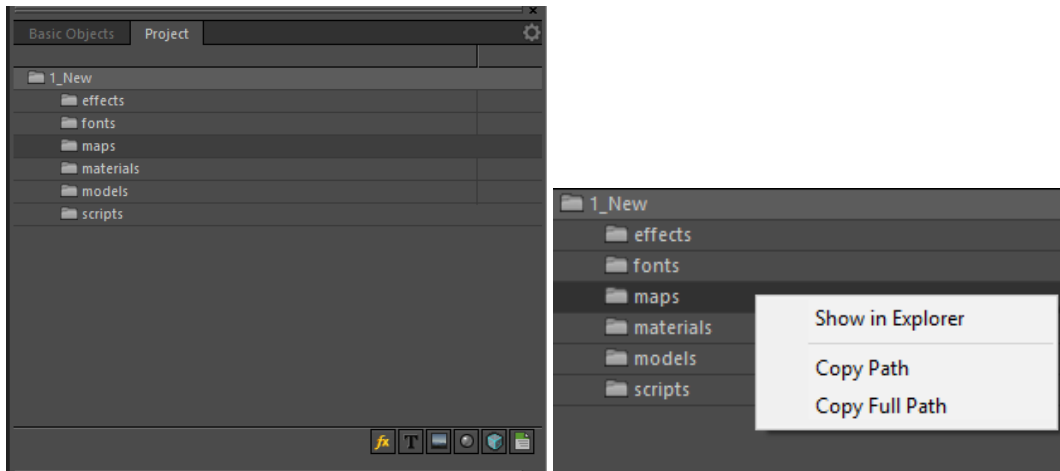 Basic Objects Project
1_New
effects
fonts
maps
materials
models
scripts
fx T
1_New
effects
fonts
maps
materials
models
scripts
Show in Explorer
Copy Path
Copy Full Path